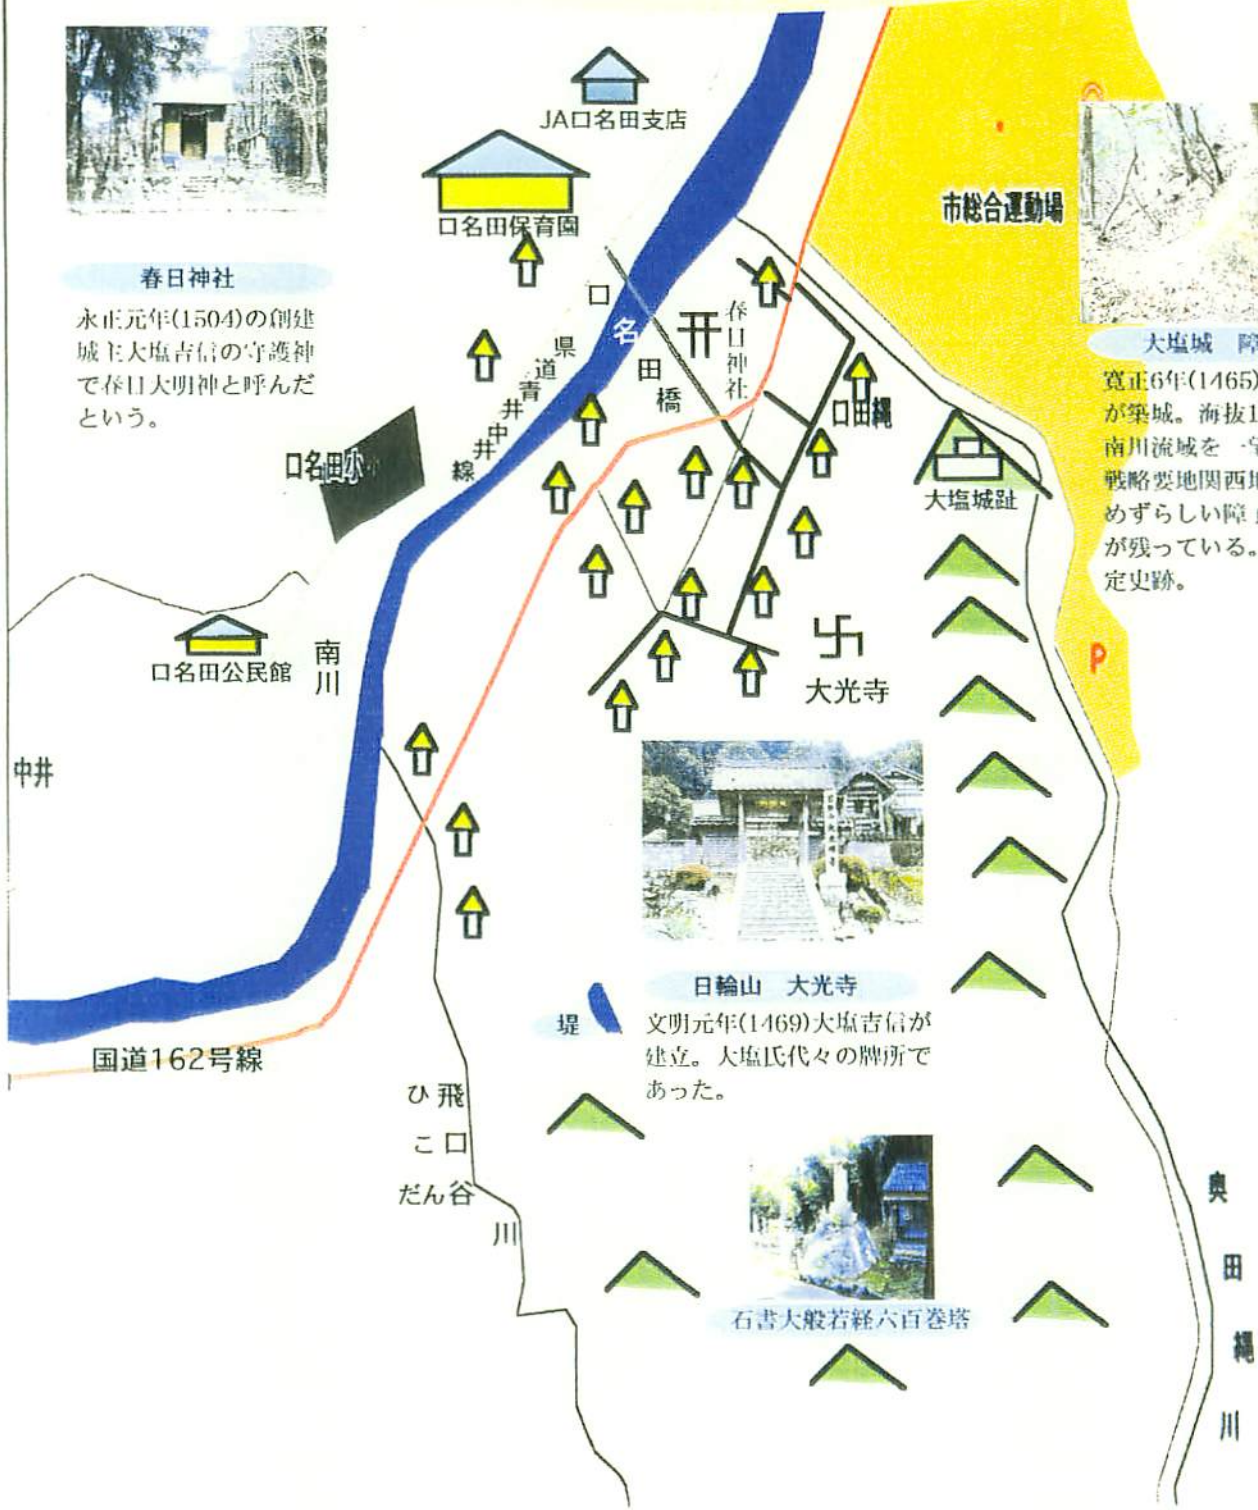 JA口名田支店
口名田保育園
市総合運動場
春日神社
永正元年(1504)の創建
城主大塩吉信の守護神
で春日大明神と呼んだ
という。
大塩城 障
寛正6年(1465)
が築城。海抜1
南川流域を一
戦略要地関西地
めずらしい障
が残っている。
定史跡。
口名田橋
春日神社
県道青井中井線
口田縄
口名田小
大塩城趾
口名田公民館
南川
大光寺
P
中井
日輪山 大光寺
文明元年(1469)大塩吉信が
建立。大塩氏代々の牌所で
あった。
堤
国道162号線
ひ飛
こ口
だん谷
川
石書大般若経六百巻塔
奥田縄川